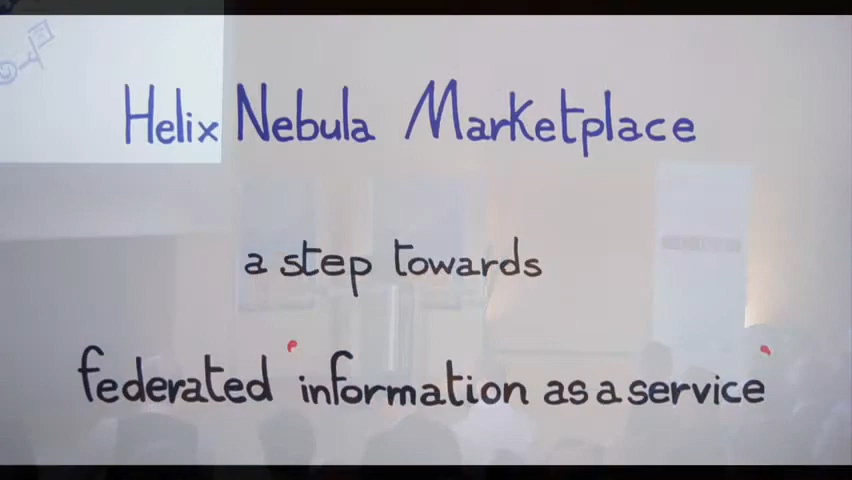 Helix Nebula Marketplace
a step towards
federated 'information as a service'